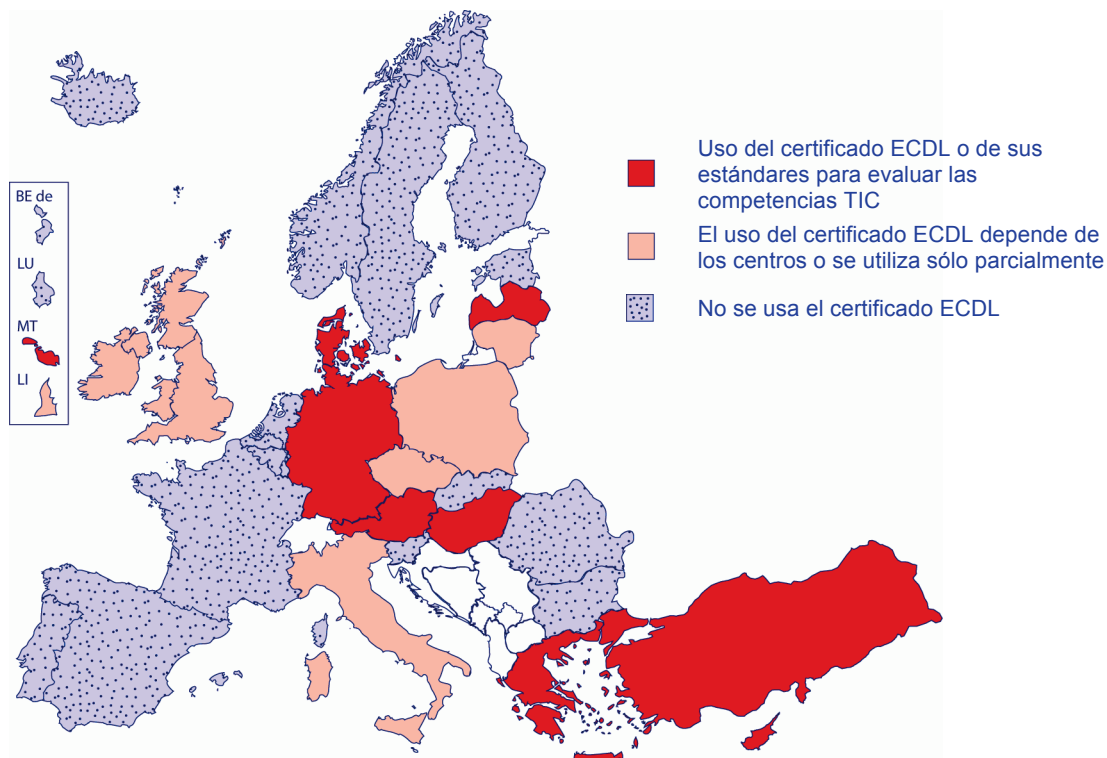 BE de
LU
MT
LI
Uso del certificado ECDL o de sus
estándares para evaluar las
competencias TIC
El uso del certificado ECDL depende de
los centros o se utiliza sólo parcialmente
No se usa el certificado ECDL